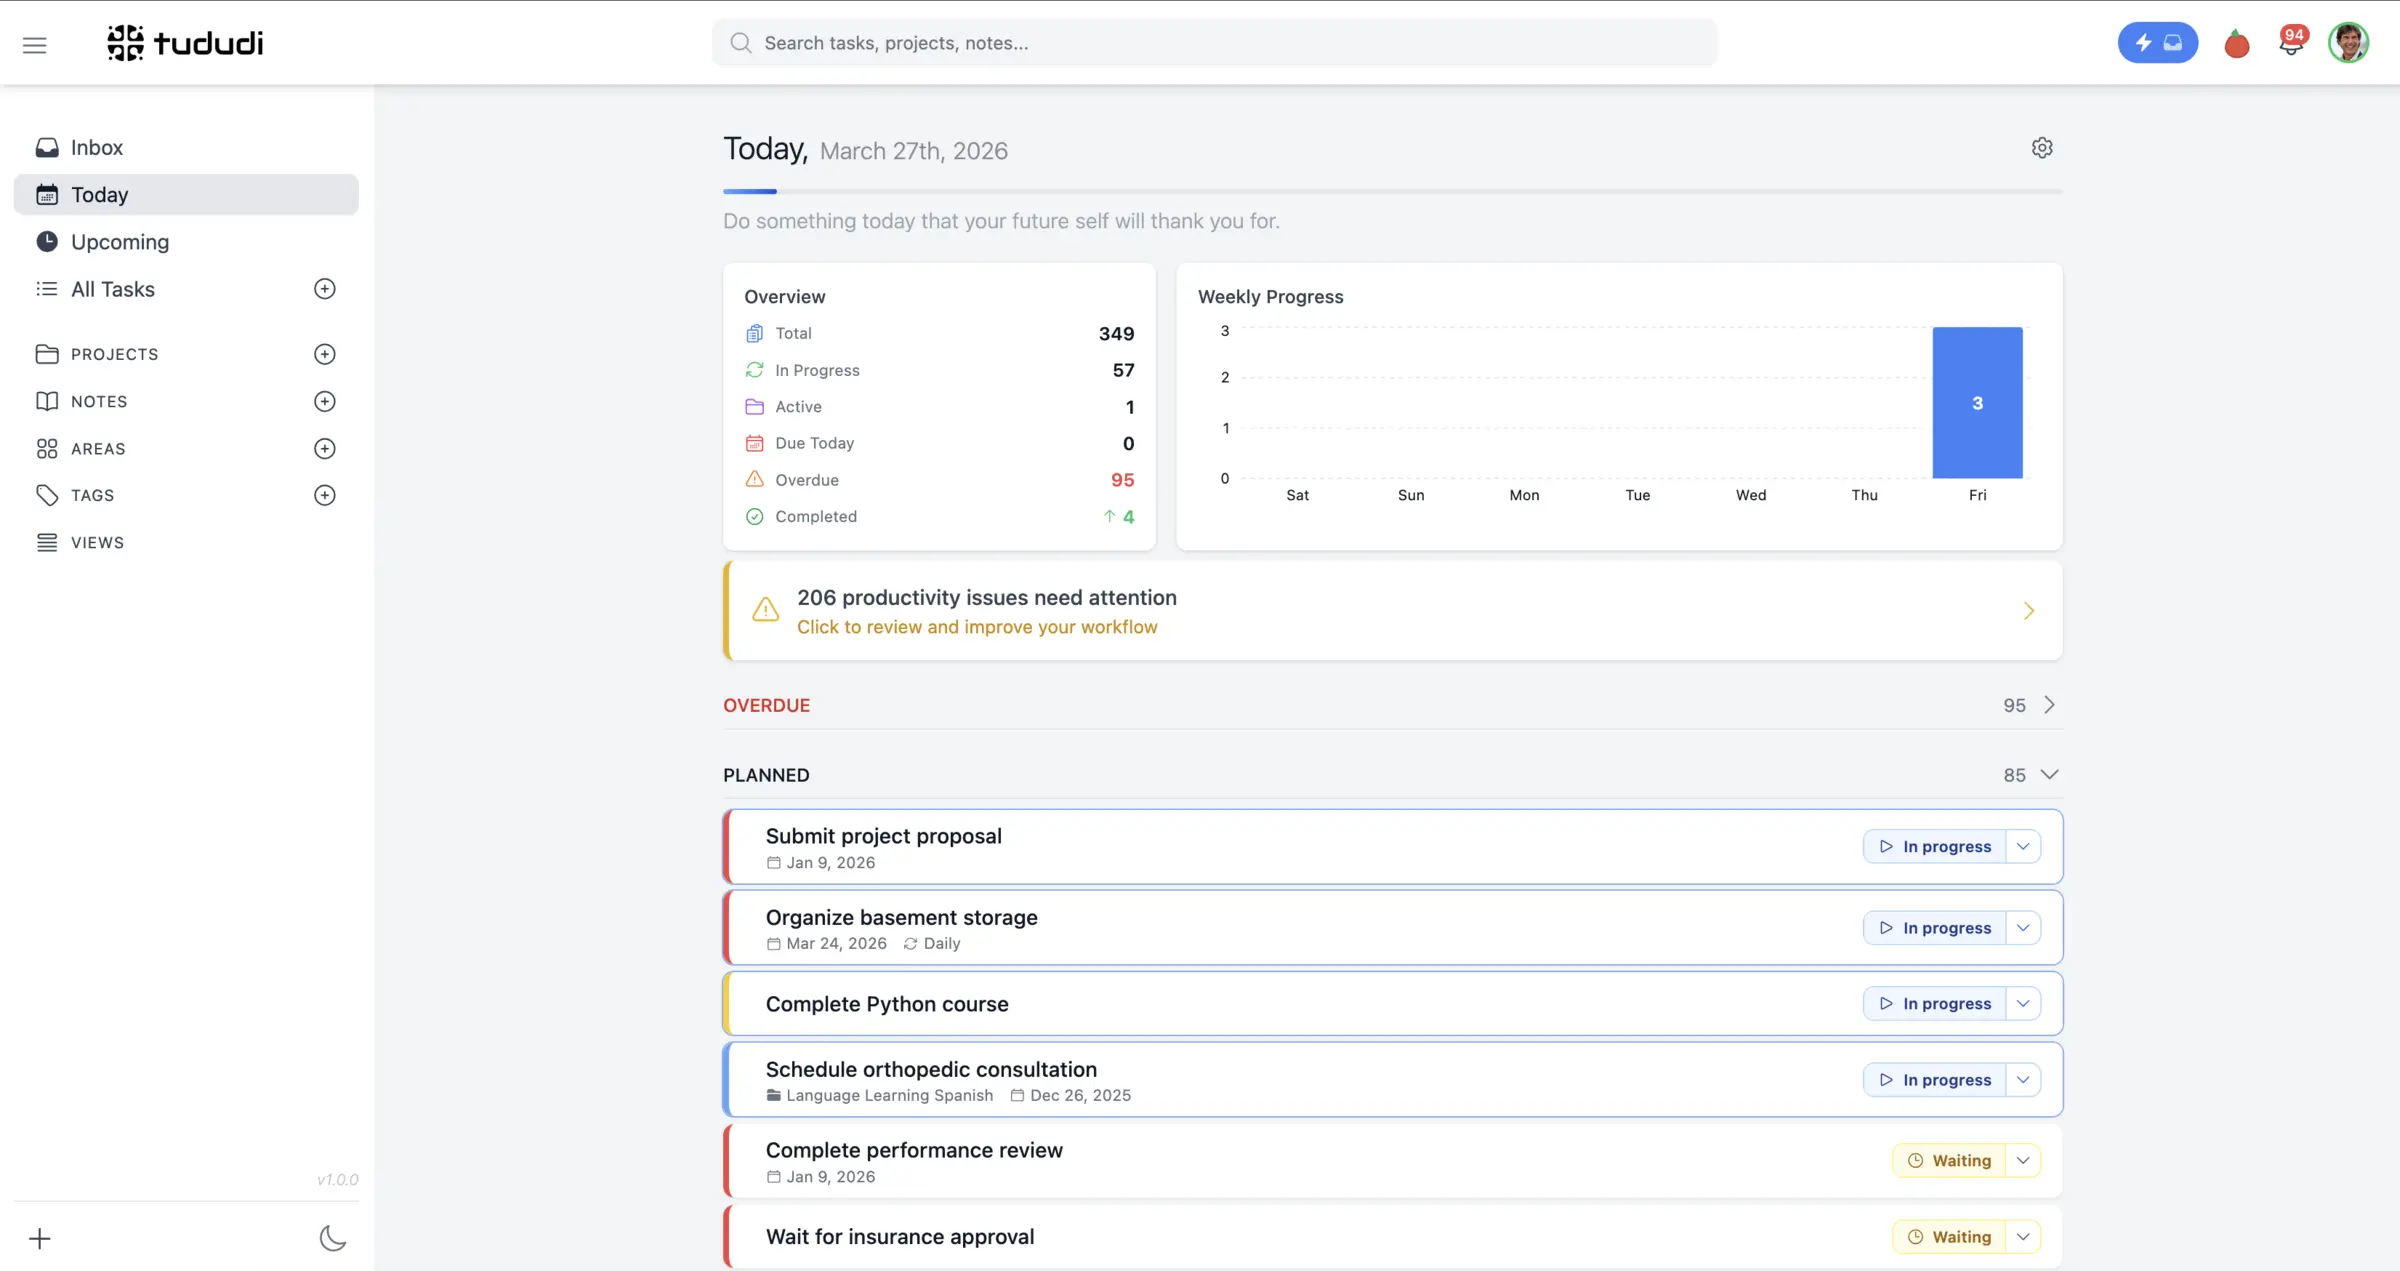 tududi
Search tasks, projects, notes...
94
Inbox
Today
Upcoming
All Tasks
PROJECTS
NOTES
AREAS
TAGS
VIEWS
v1.0.0
Today, March 27th, 2026
Do something today that your future self will thank you for.
Overview
Total 349
In Progress 57
Active 1
Due Today 0
Overdue 95
Completed ↑ 4
Weekly Progress
3
2
1
0
3
Sat Sun Mon Tue Wed Thu Fri
206 productivity issues need attention
Click to review and improve your workflow
OVERDUE 95
PLANNED 85
Submit project proposal
Jan 9, 2026
In progress
Organize basement storage
Mar 24, 2026 Daily
In progress
Complete Python course
In progress
Schedule orthopedic consultation
Language Learning Spanish Dec 26, 2025
In progress
Complete performance review
Jan 9, 2026
Waiting
Wait for insurance approval
Waiting